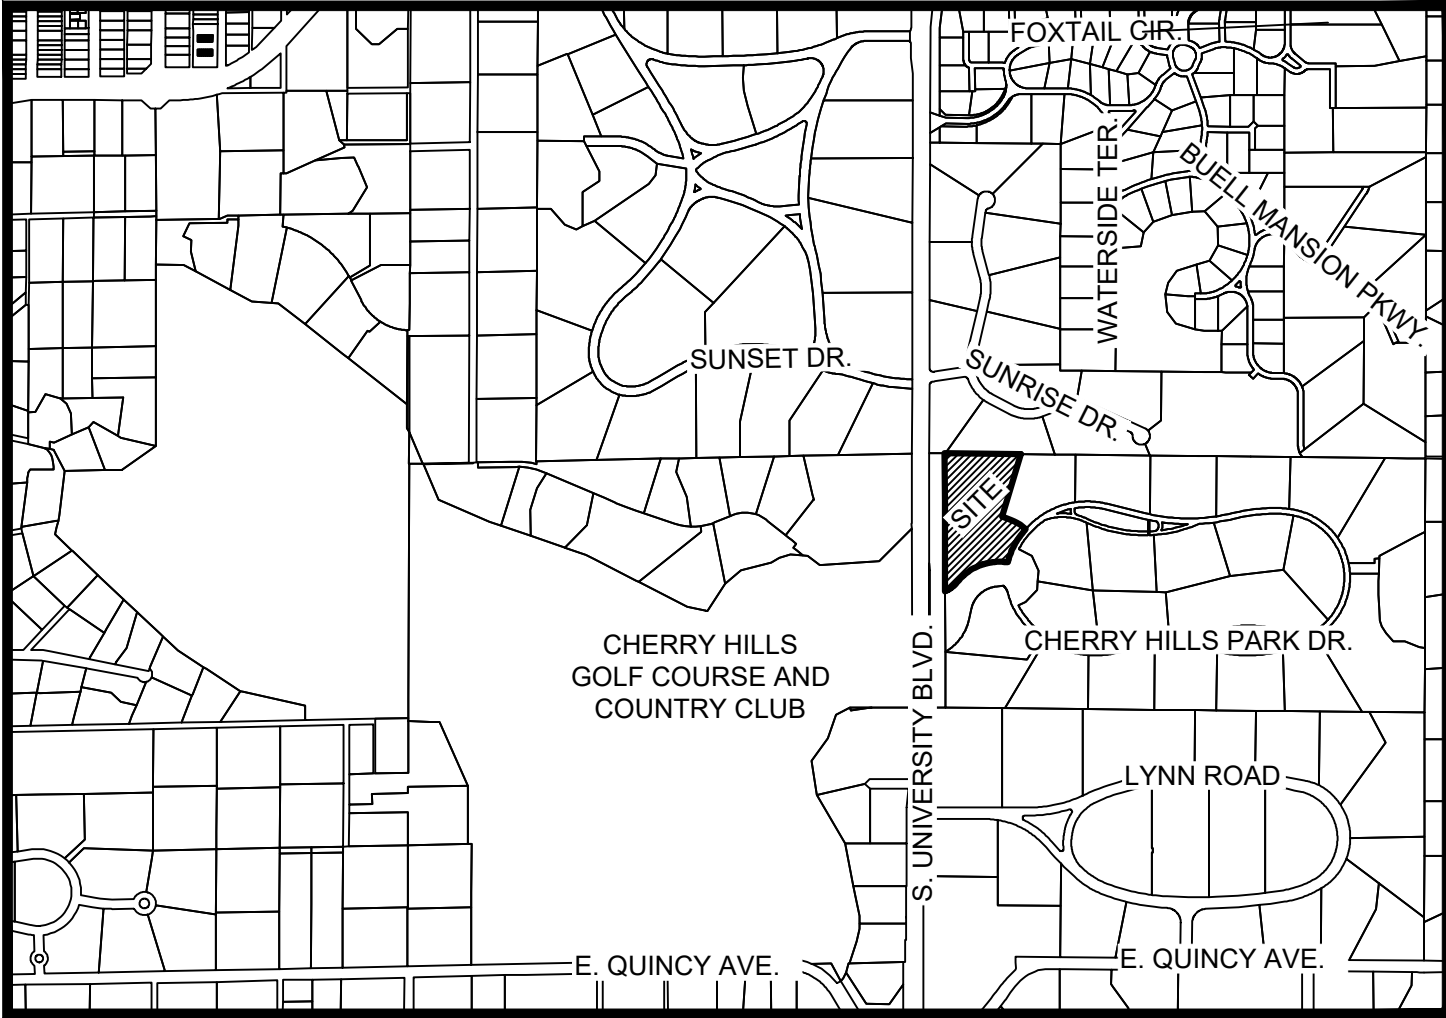 FOXTAIL CIR.
WATERSIDE TER.
BUELL MANSION PKWY.
SUNSET DR.
SUNRISE DR.
SITE
CHERRY HILLS
GOLF COURSE AND
COUNTRY CLUB
CHERRY HILLS PARK DR.
S. UNIVERSITY BLVD.
LYNN ROAD
E. QUINCY AVE.
E. QUINCY AVE.